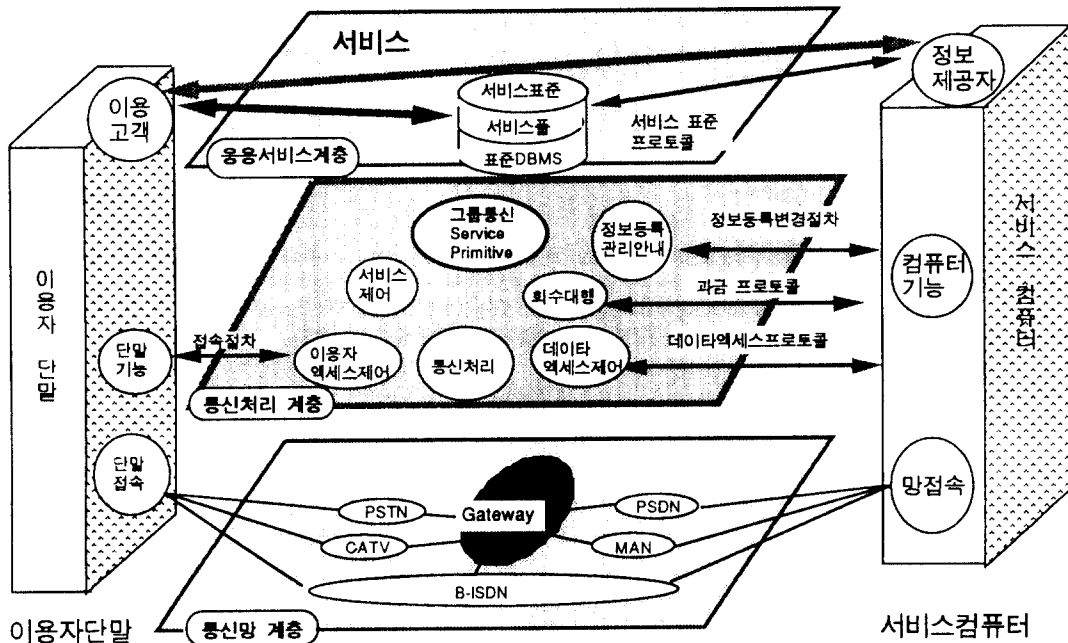 서비스
이용
고객
정보
제공자
서비스표준
서비스풀
표준DBMS
서비스 표준
프로토콜
응용서비스계층
그룹통신
Service
Primitive
정보등록
관리안내
정보등록변경절차
서비스
제어
회수대행
과금 프로토콜
컴퓨터
기능
이용자 단말
서비스 컴퓨터
단말
기능
접속절차
이용자
엑세스제어
통신처리
데이타
엑세스제어
데이타엑세스프로토콜
통신처리 계층
단말
접속
망접속
PSTN
Gateway
PSDN
CATV
MAN
B-ISDN
통신망 계층
이용자단말
서비스컴퓨터